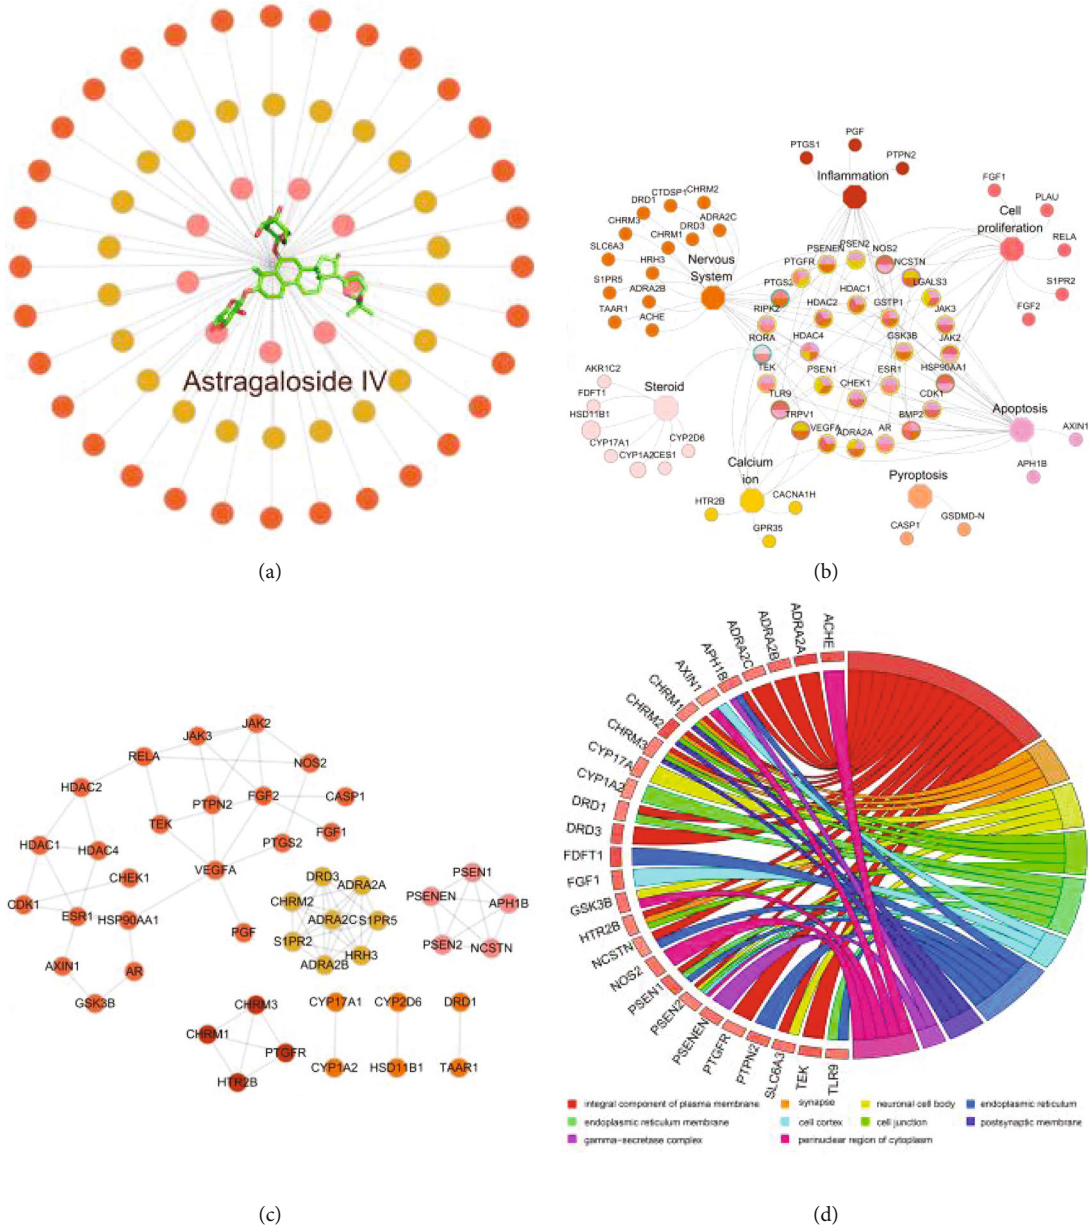 Astragaloside IV
(a)
PGF
PTGS1
PTPN2
Inflammation
FGF1
PLAU
Cell
proliferation
RELA
S1PR2
FGF2
CTDSP1
CHRM2
DRD1
ADRA2C
CHRM3
DRD3
CHRM1
SLC6A3
HRH3
Nervous
System
S1PR5
ADRA2B
TAAR1
ACHE
PSEN2
PSENEN
NOS2
PTGFR
NCSTN
PTGS2
HDAC1
LGALS3
HDAC2
GSTP1
JAK3
RIPK2
RORA
HDAC4
GSK3B
JAK2
TEK
PSEN1
ESR1
HSP90AA1
TLR9
CHEK1
CDK1
TRPV1
BMP2
VEGFA
ADRA2A
AR
AKR1C2
Steroid
FDFT1
HSD11B1
CYP17A1
CYP1A2
CES1
CYP2D6
Apoptosis
AXIN1
APH1B
Calcium
ion
HTR2B
CACNA1H
GPR35
Pyroptosis
CASP1
GSDMD-N
(b)
JAK2
JAK3
RELA
NOS2
HDAC2
PTPN2
FGF2
CASP1
TEK
FGF1
PTGS2
HDAC1
HDAC4
VEGFA
CHEK1
CDK1
ESR1
HSP90AA1
PGF
AXIN1
AR
GSK3B
DRD3
ADRA2A
CHRM2
ADRA2C
S1PR5
S1PR2
HRH3
ADRA2B
PSEN1
PSENEN
APH1B
PSEN2
NCSTN
CHRM3
CHRM1
PTGFR
HTR2B
CYP17A1
CYP2D6
DRD1
CYP1A2
HSD11B1
TAAR1
(c)
ACHE
ADRA2A
ADRA2B
ADRA2C
APH1B
AXIN1
CHRM1
CHRM2
CHRM3
CYP17A
CYP1A2
DRD1
DRD3
FDFT1
FGF1
GSK3B
HTR2B
NCSTN
NOS2
PSEN1
PSEN2
PSENEN
PTGFR
PTPN2
SLC6A3
TEK
TLR9
integral component of plasma membrane
synapse
neuronal cell body
endoplasmic reticulum
endoplasmic reticulum membrane
cell cortex
cell junction
postsynaptic membrane
gamma-secretase complex
perinuclear region of cytoplasm
(d)